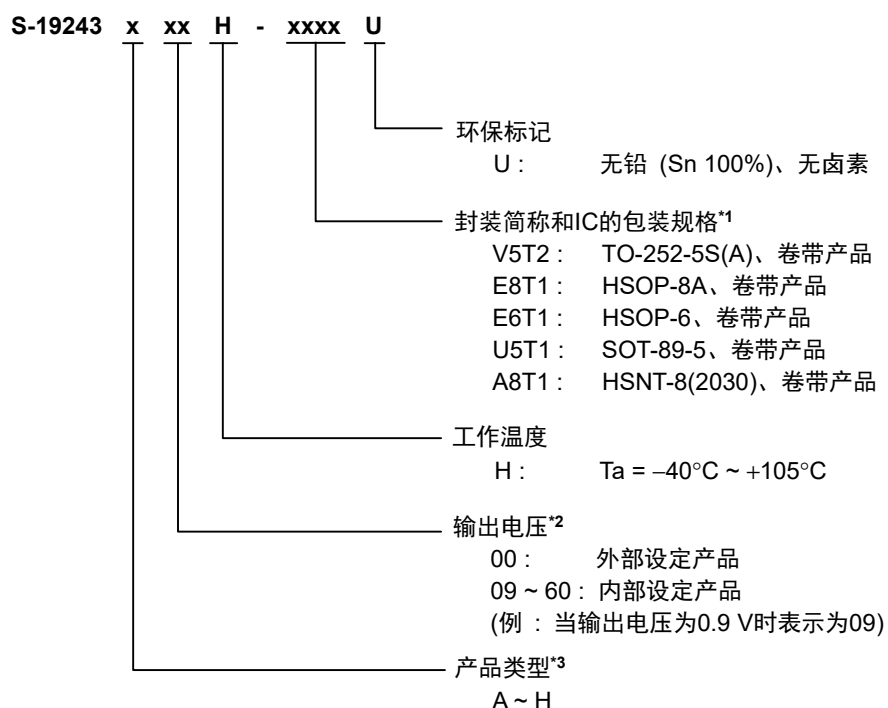 S-19243 x xx H - xxxx U
环保标记
U : 无铅 (Sn 100%)、无卤素
封装简称和IC的包装规格*1
V5T2 : TO-252-5S(A)、卷带产品
E8T1 : HSOP-8A、卷带产品
E6T1 : HSOP-6、卷带产品
U5T1 : SOT-89-5、卷带产品
A8T1 : HSNT-8(2030)、卷带产品
工作温度
H : Ta = −40°C ~ +105°C
输出电压*2
00 : 外部设定产品
09 ~ 60 : 内部设定产品
(例 : 当输出电压为0.9 V时表示为09)
产品类型*3
A ~ H